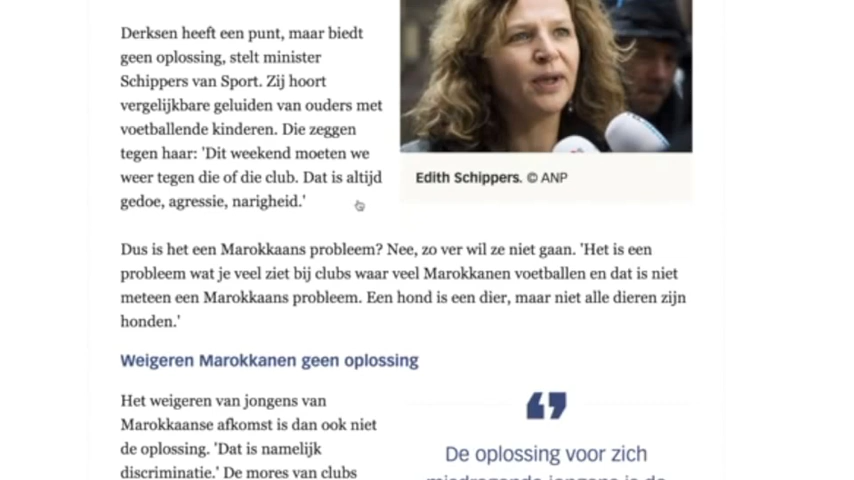 Derksen heeft een punt, maar biedt
geen oplossing, stelt minister
Schippers van Sport. Zij hoort
vergelijkbare geluiden van ouders met
voetballende kinderen. Die zeggen
tegen haar: 'Dit weekend moeten we
weer tegen die of die club. Dat is altijd
gedoe, agressie, narigheid.'
Edith Schippers. © ANP
Dus is het een Marokkaans probleem? Nee, zo ver wil ze niet gaan. 'Het is een
probleem wat je veel ziet bij clubs waar veel Marokkanen voetballen en dat is niet
meteen een Marokkaans probleem. Een hond is een dier, maar niet alle dieren zijn
honden.'
Weigeren Marokkanen geen oplossing
Het weigeren van jongens van
Marokkaanse afkomst is dan ook niet
de oplossing. 'Dat is namelijk
discriminatie.' De mores van clubs
De oplossing voor zich
misdragende jongens is de